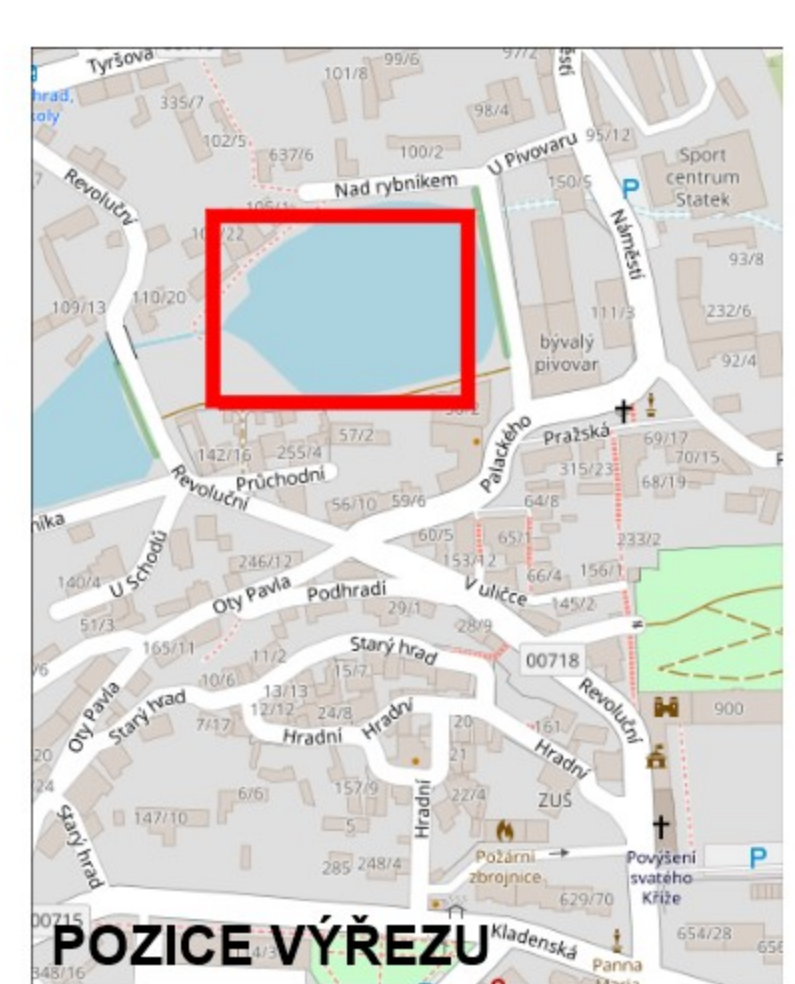 Tyršova
99/6
97/2
101/8
335/7
98/4
hrad,
koly
102/5
637/6
100/2
U Pivovaru
95/12
Sport
centrum
Statek
P
150/5
Nad rybníkem
Revoluční
Náměstí
93/8
109/13
110/20
111/3
232/6
bývalý
pivovar
92/4
57/2
Palackého
Pražská
69/17
142/16
255/4
70/15
315/23
68/19
Průchodní
Revoluční
56/10
59/6
64/8
níka
60/5
65/1
233/2
U Schodů
246/12
153/12
156/1
140/4
66/4
Oty Pavla
Podhradí
V uličce
145/2
29/1
51/3
28/9
165/11
Starý hrad
11/2
00718
15/7
10/6
13/13
Revoluční
Oty Pavla
Starý hrad
12/12
24/8
Hradní
20
900
7/17
Hradní
161
Hradní
20
21
24
157/9
6/6
22/4
ZUŠ
147/10
5
Hradní
Starý hrad
285
248/4
Požární
zbrojnice
Povýšení
svatého
Kříže
P
629/70
00715
POZICE VÝŘEZU
Kladenská
654/28
348/16
Panna
Maria